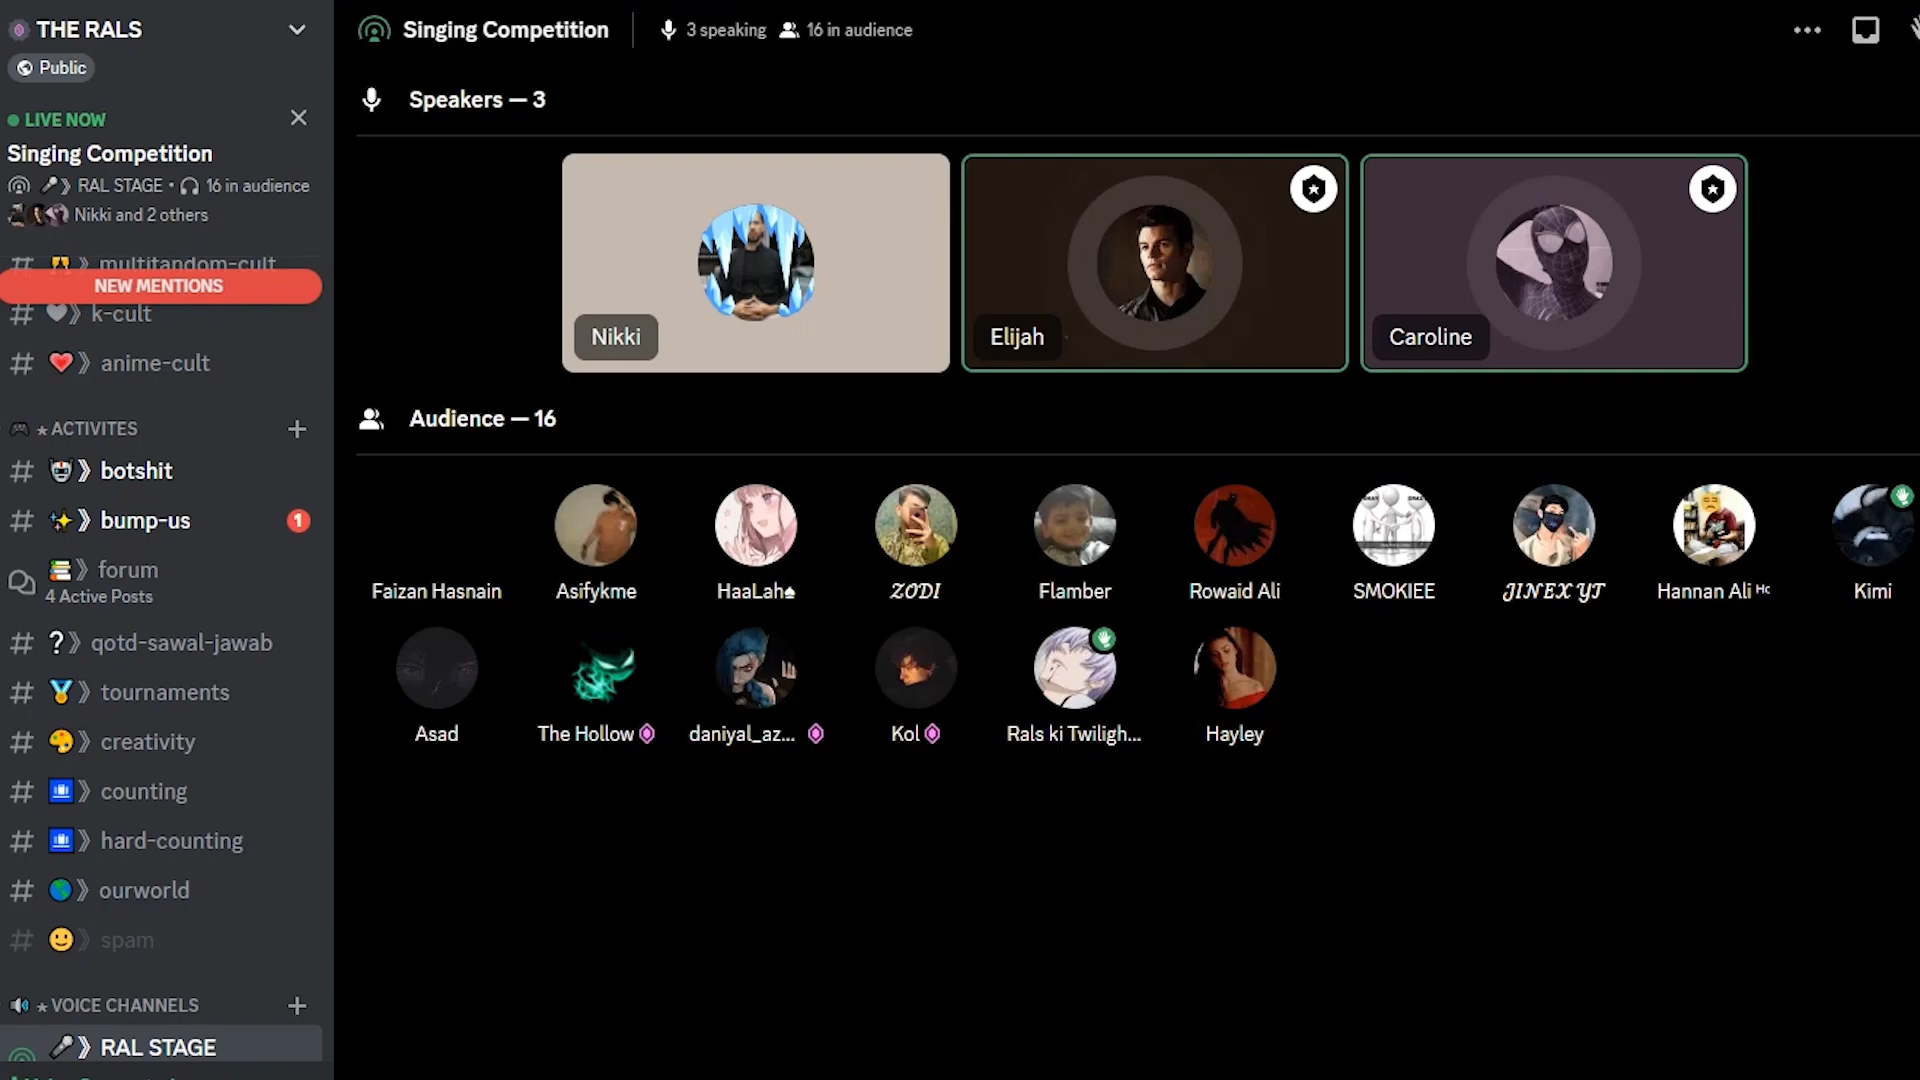 THE RALS
Public
LIVE NOW
Singing Competition
RAL STAGE • 16 in audience
Nikki and 2 others
multifandom-cult
NEW MENTIONS
k-cult
anime-cult
ACTIVITES
botshit
bump-us
1
forum
4 Active Posts
qotd-sawal-jawab
tournaments
creativity
counting
hard-counting
ourworld
spam
VOICE CHANNELS
RAL STAGE
Singing Competition
3 speaking
16 in audience
Speakers — 3
Nikki
Elijah
Caroline
Audience — 16
Faizan Hasnain
Asifykme
HaaLah♠
ZODI
Flamber
Rowaid Ali
SMOKIEE
JINEX YT
Hannan Ali ᴴᶜ
Kimi
Asad
The Hollow
daniyal_az...
Kol
Rals ki Twiligh...
Hayley